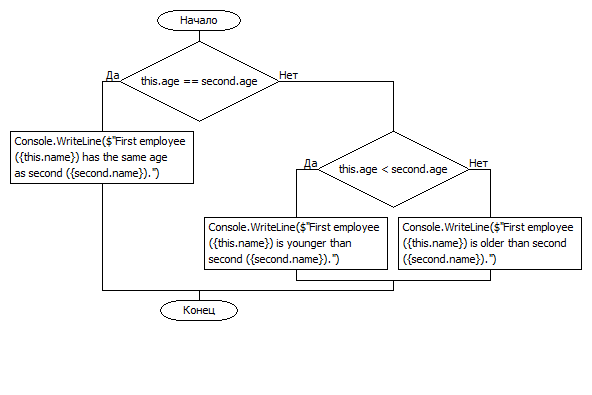 Начало
Да
this.age == second.age
Нет
Console.WriteLine($"First employee
({this.name}) has the same age
as second ({second.name}).")
Да
this.age < second.age
Нет
Console.WriteLine($"First employee
({this.name}) is younger than
second ({second.name}).")
Console.WriteLine($"First employee
({this.name}) is older than second
({second.name}).")
Конец